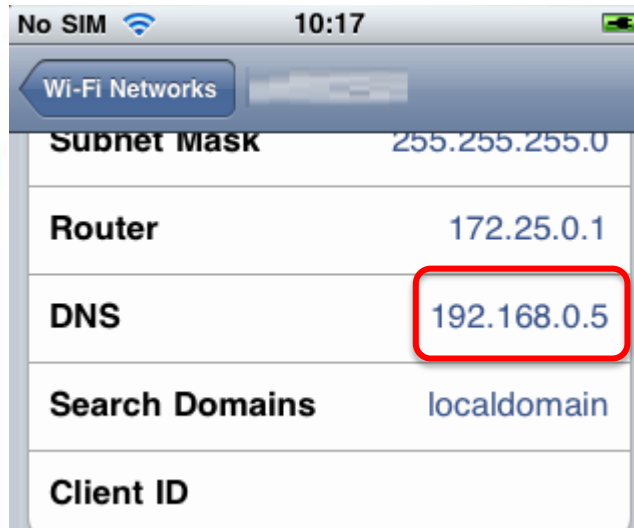 No SIM 10:17
Wi-Fi Networks
Subnet Mask 255.255.255.0
Router 172.25.0.1
DNS 192.168.0.5
Search Domains localdomain
Client ID